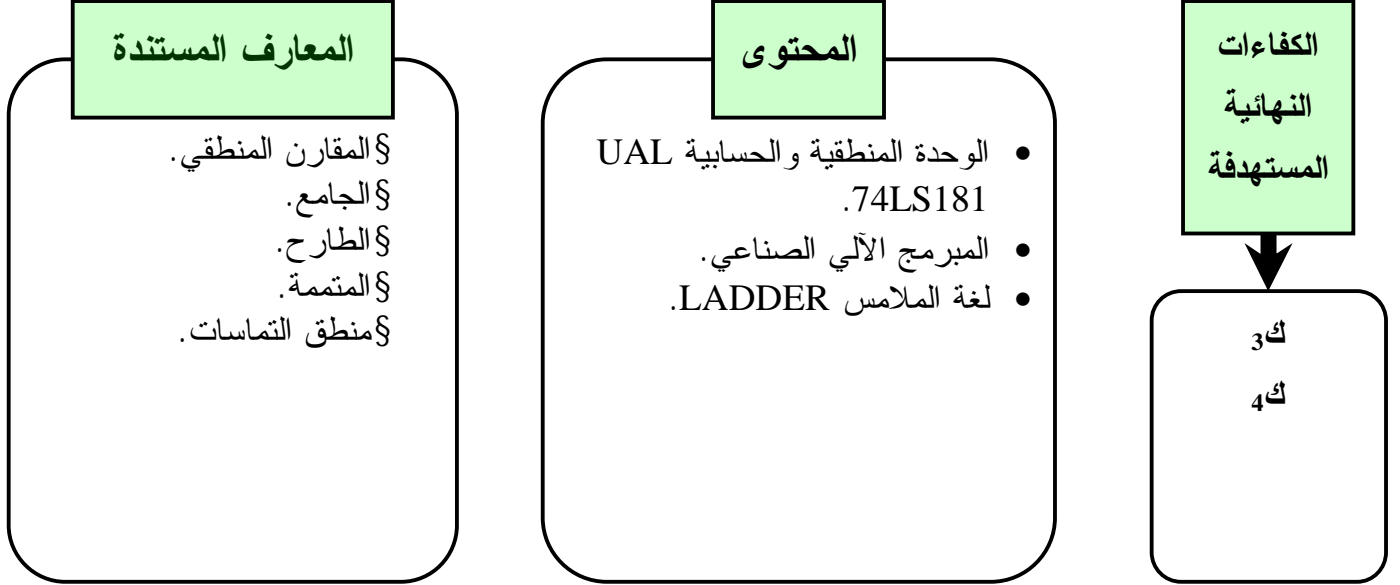 الكفاءات
النهائية
المستهدفة
ك3
ك4
المحتوى
• الوحدة المنطقية والحسابية UAL
74LS181.
• المبرمج الآلي الصناعي.
• لغة الملامس LADDER.
المعارف المستندة
§المقارن المنطقي.
§الجامع.
§الطارح.
§المتممة.
§منطق التماسات.